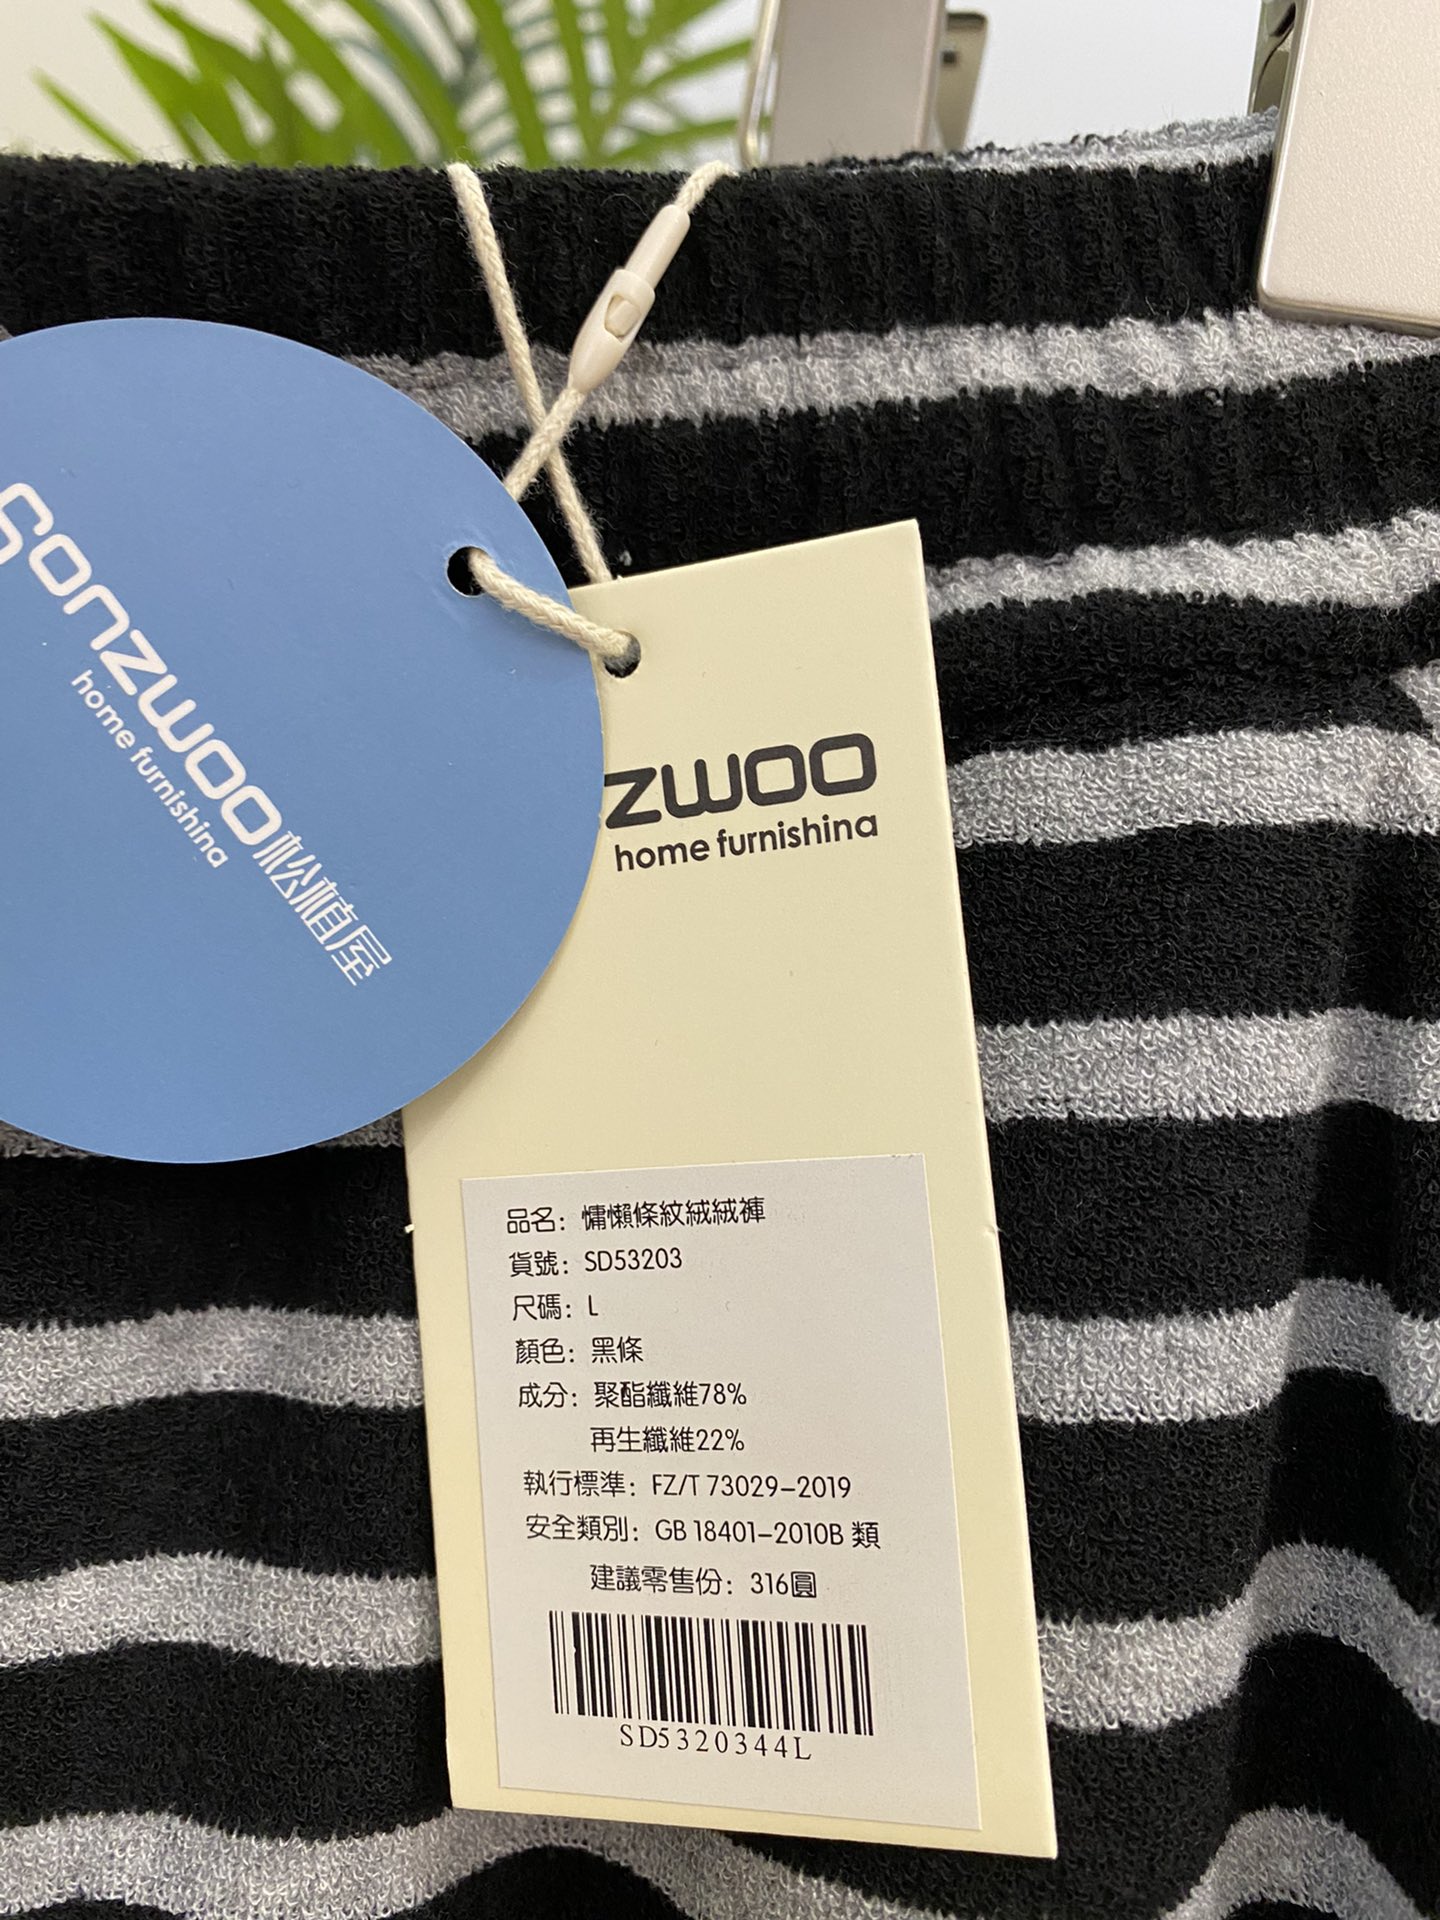 sonzwoo松植屋
home furnishing
zwoo
home furnishing
品名：慵懶條紋絨絨褲
貨號：SD53203
尺碼：L
顏色：黑條
成分：聚酯纖維78%
再生纖維22%
執行標準：FZ/T 73029-2019
安全類別：GB 18401-2010B 類
建議零售份：316圓
SD5320344L